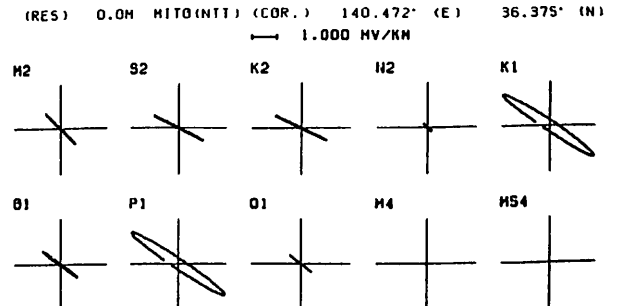 (RES) 0.0M MITO(NTT) (COR.) 140.472° (E) 36.375° (N)
1.000 MV/KM
M2 S2 K2 N2 K1
O1 P1 Q1 M4 MS4